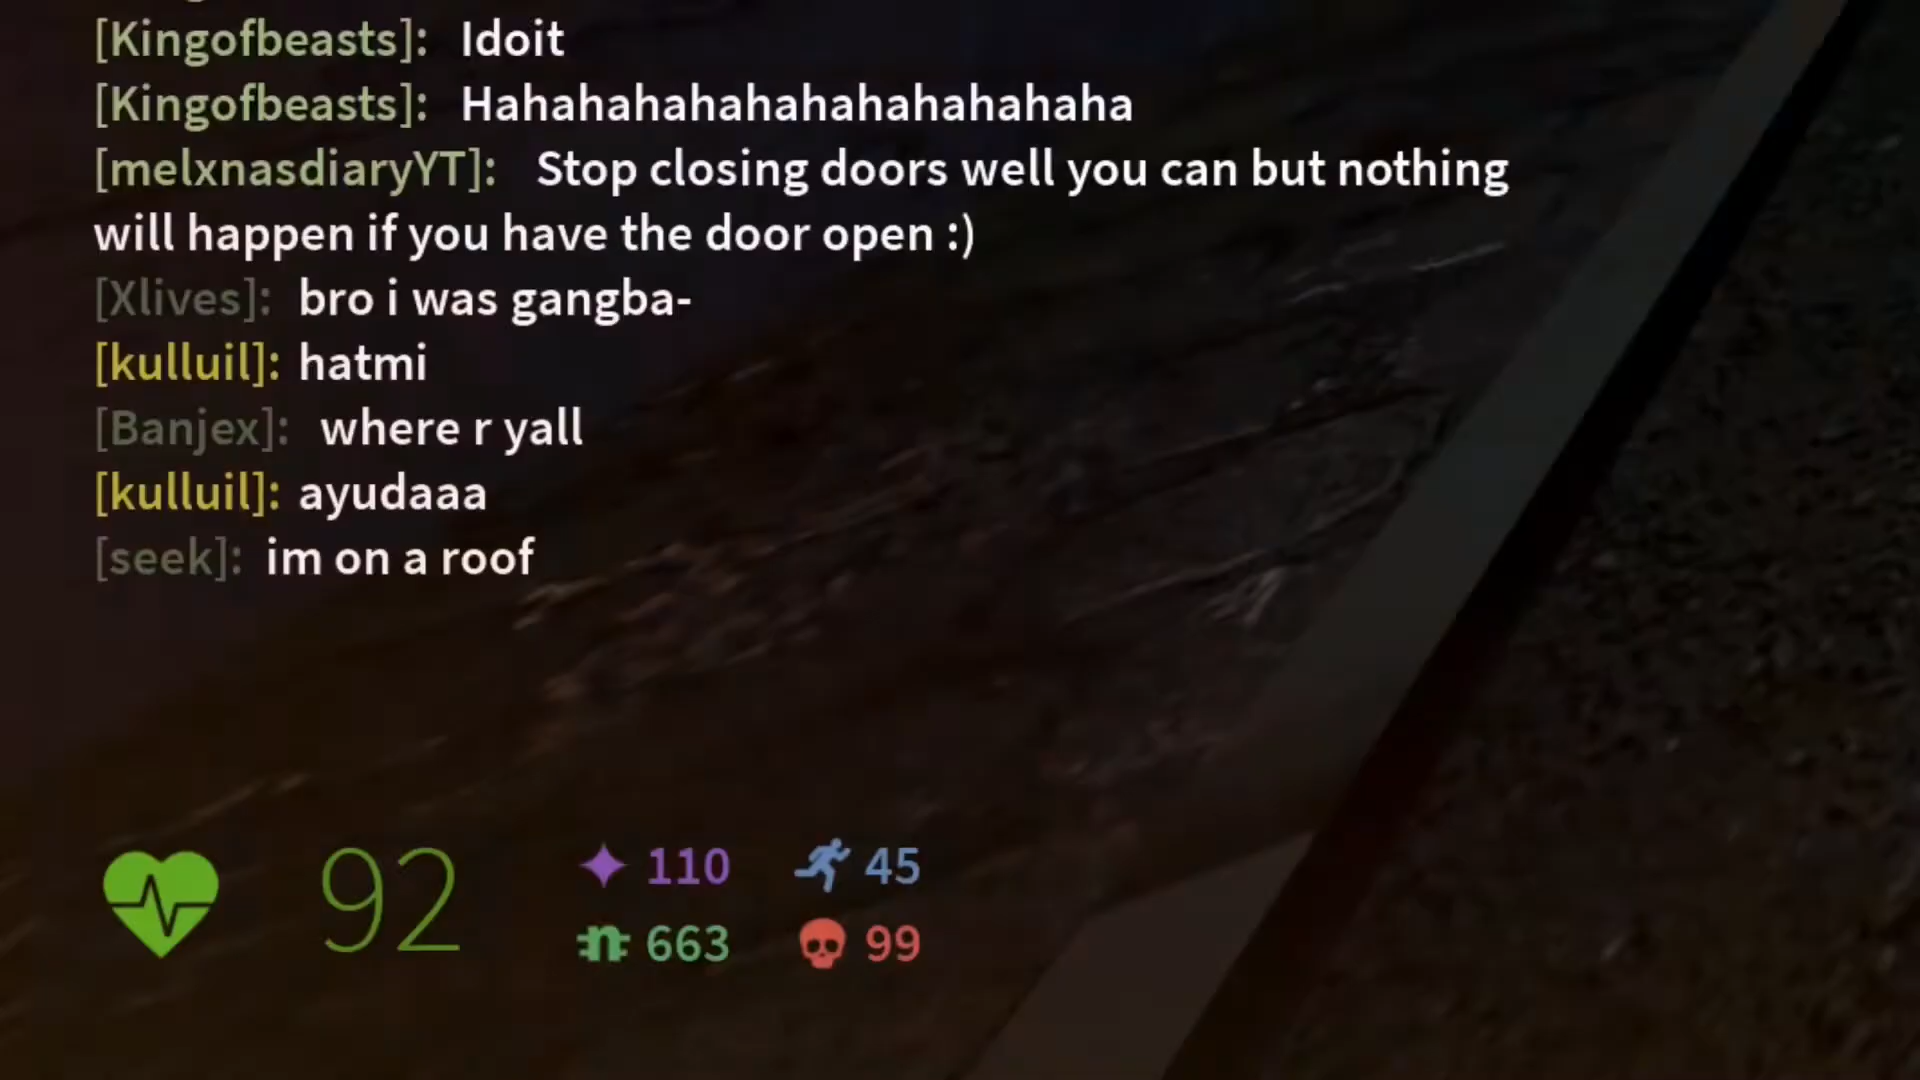 [Kingofbeasts]: Idoit
[Kingofbeasts]: Hahahahahahahahahahahaha
[melxnasdiaryYT]: Stop closing doors well you can but nothing
will happen if you have the door open :)
[Xlives]: bro i was gangba-
[kulluil]: hatmi
[Banjex]: where r yall
[kulluil]: ayudaaa
[seek]: im on a roof
92
110 45
663 99